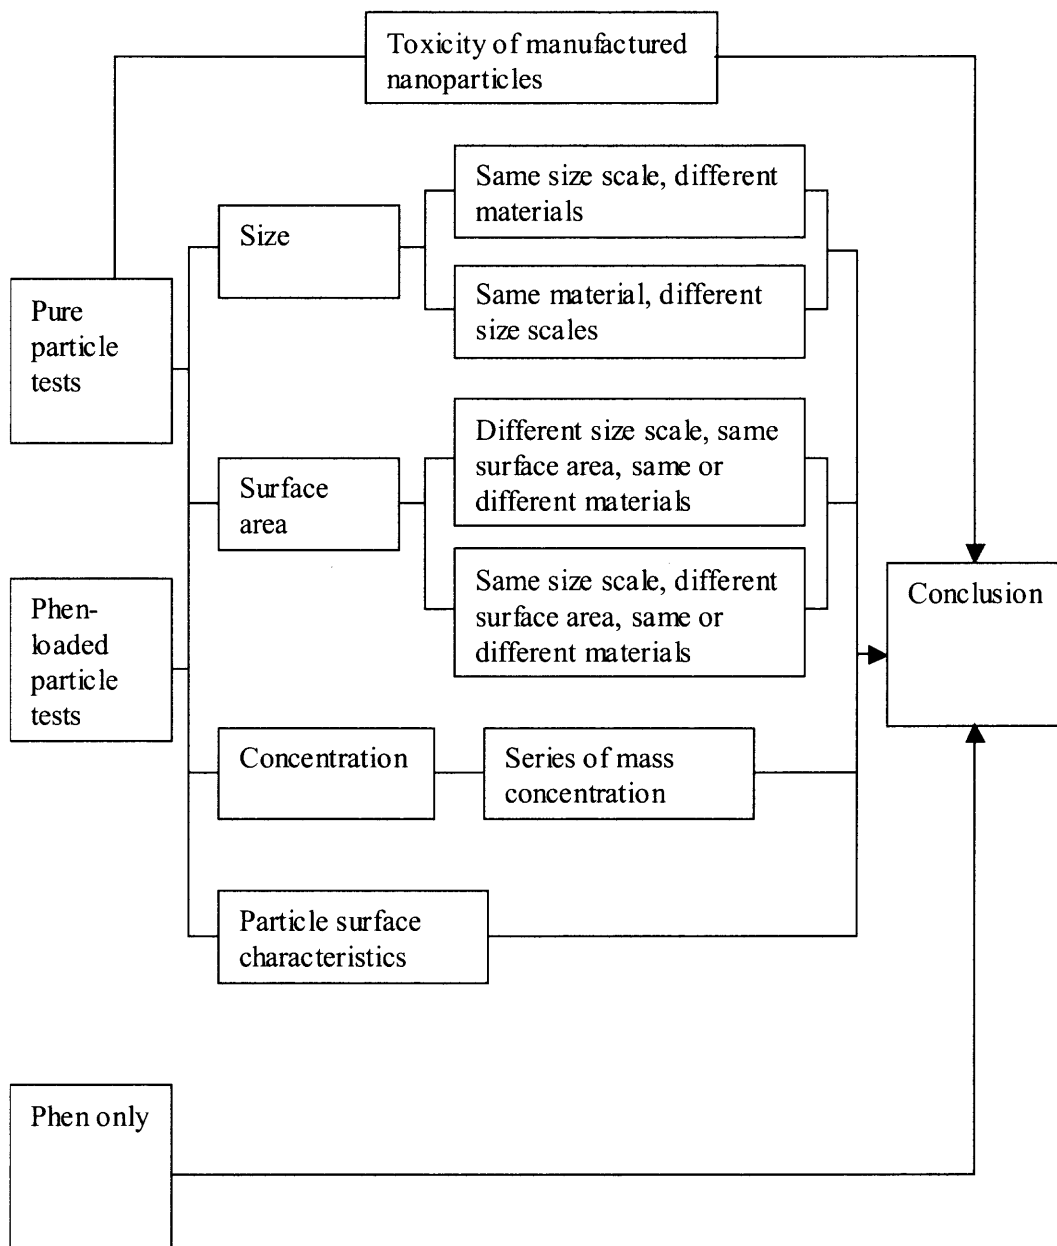 Toxicity of manufactured
nanoparticles
Same size scale, different
materials
Size
Same material, different
size scales
Pure
particle
tests
Different size scale, same
surface area, same or
different materials
Surface
area
Same size scale, different
surface area, same or
different materials
Conclusion
Phen-
loaded
particle
tests
Concentration
Series of mass
concentration
Particle surface
characteristics
Phen only